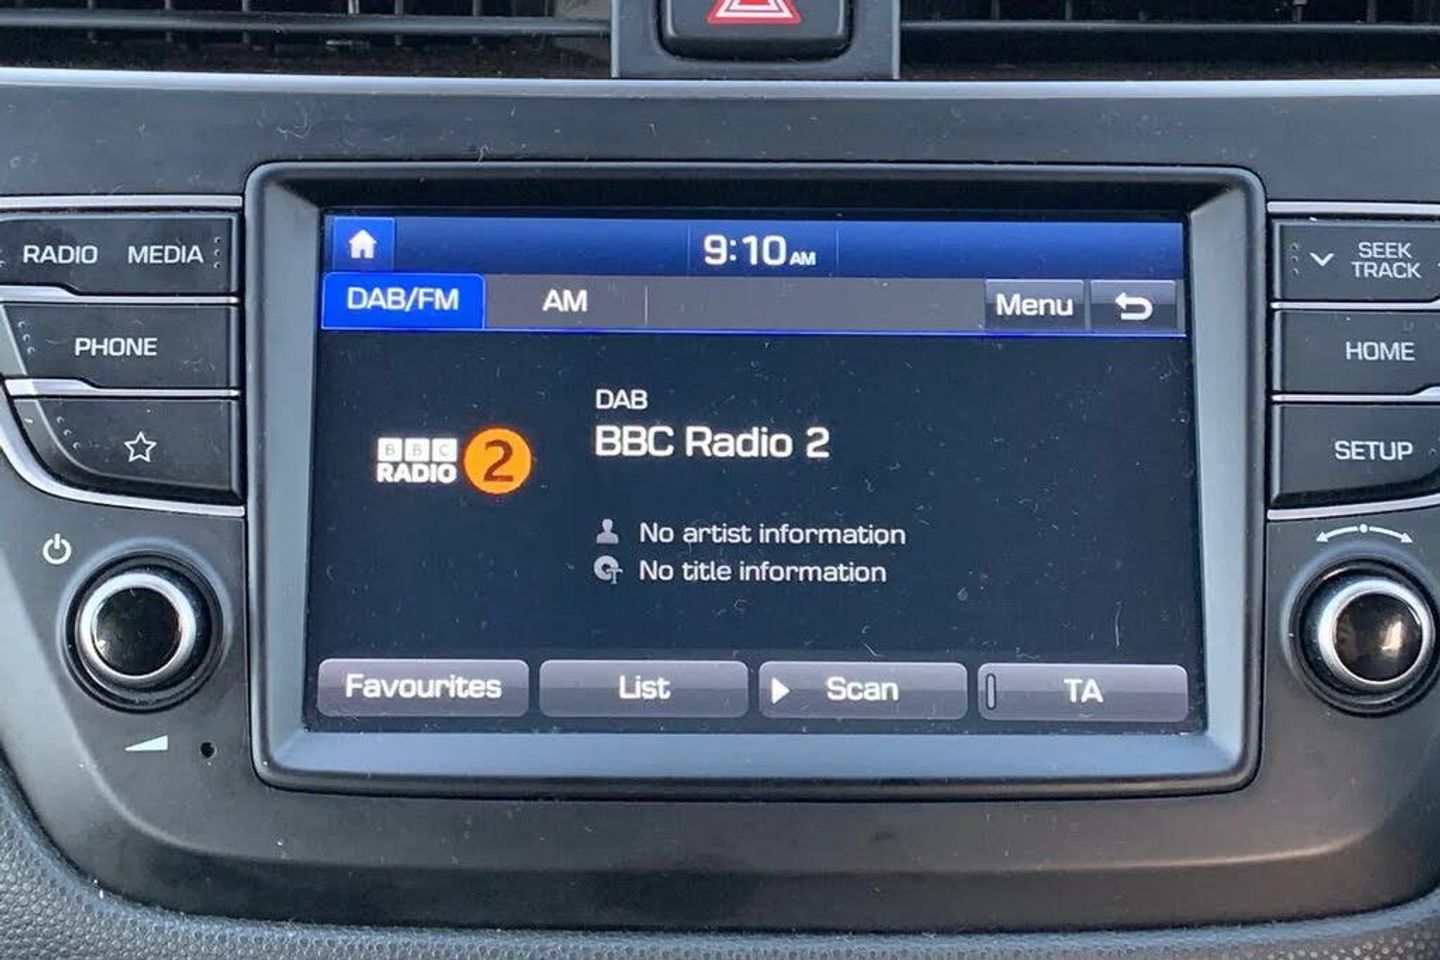 RADIO MEDIA
PHONE
9:10 AM
DAB/FM AM Menu
BBC
RADIO 2
DAB
BBC Radio 2
No artist information
No title information
Favourites List Scan TA
SEEK
TRACK
HOME
SETUP